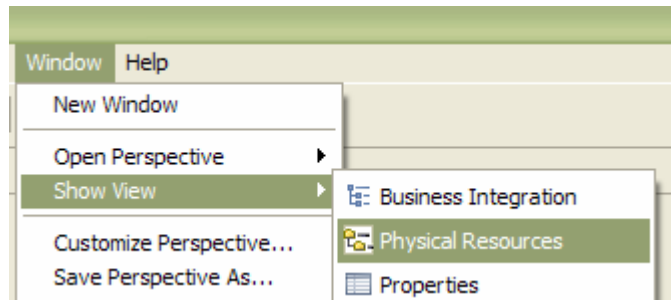 Window Help
New Window
Open Perspective
Show View
Business Integration
Physical Resources
Customize Perspective...
Save Perspective As...
Properties